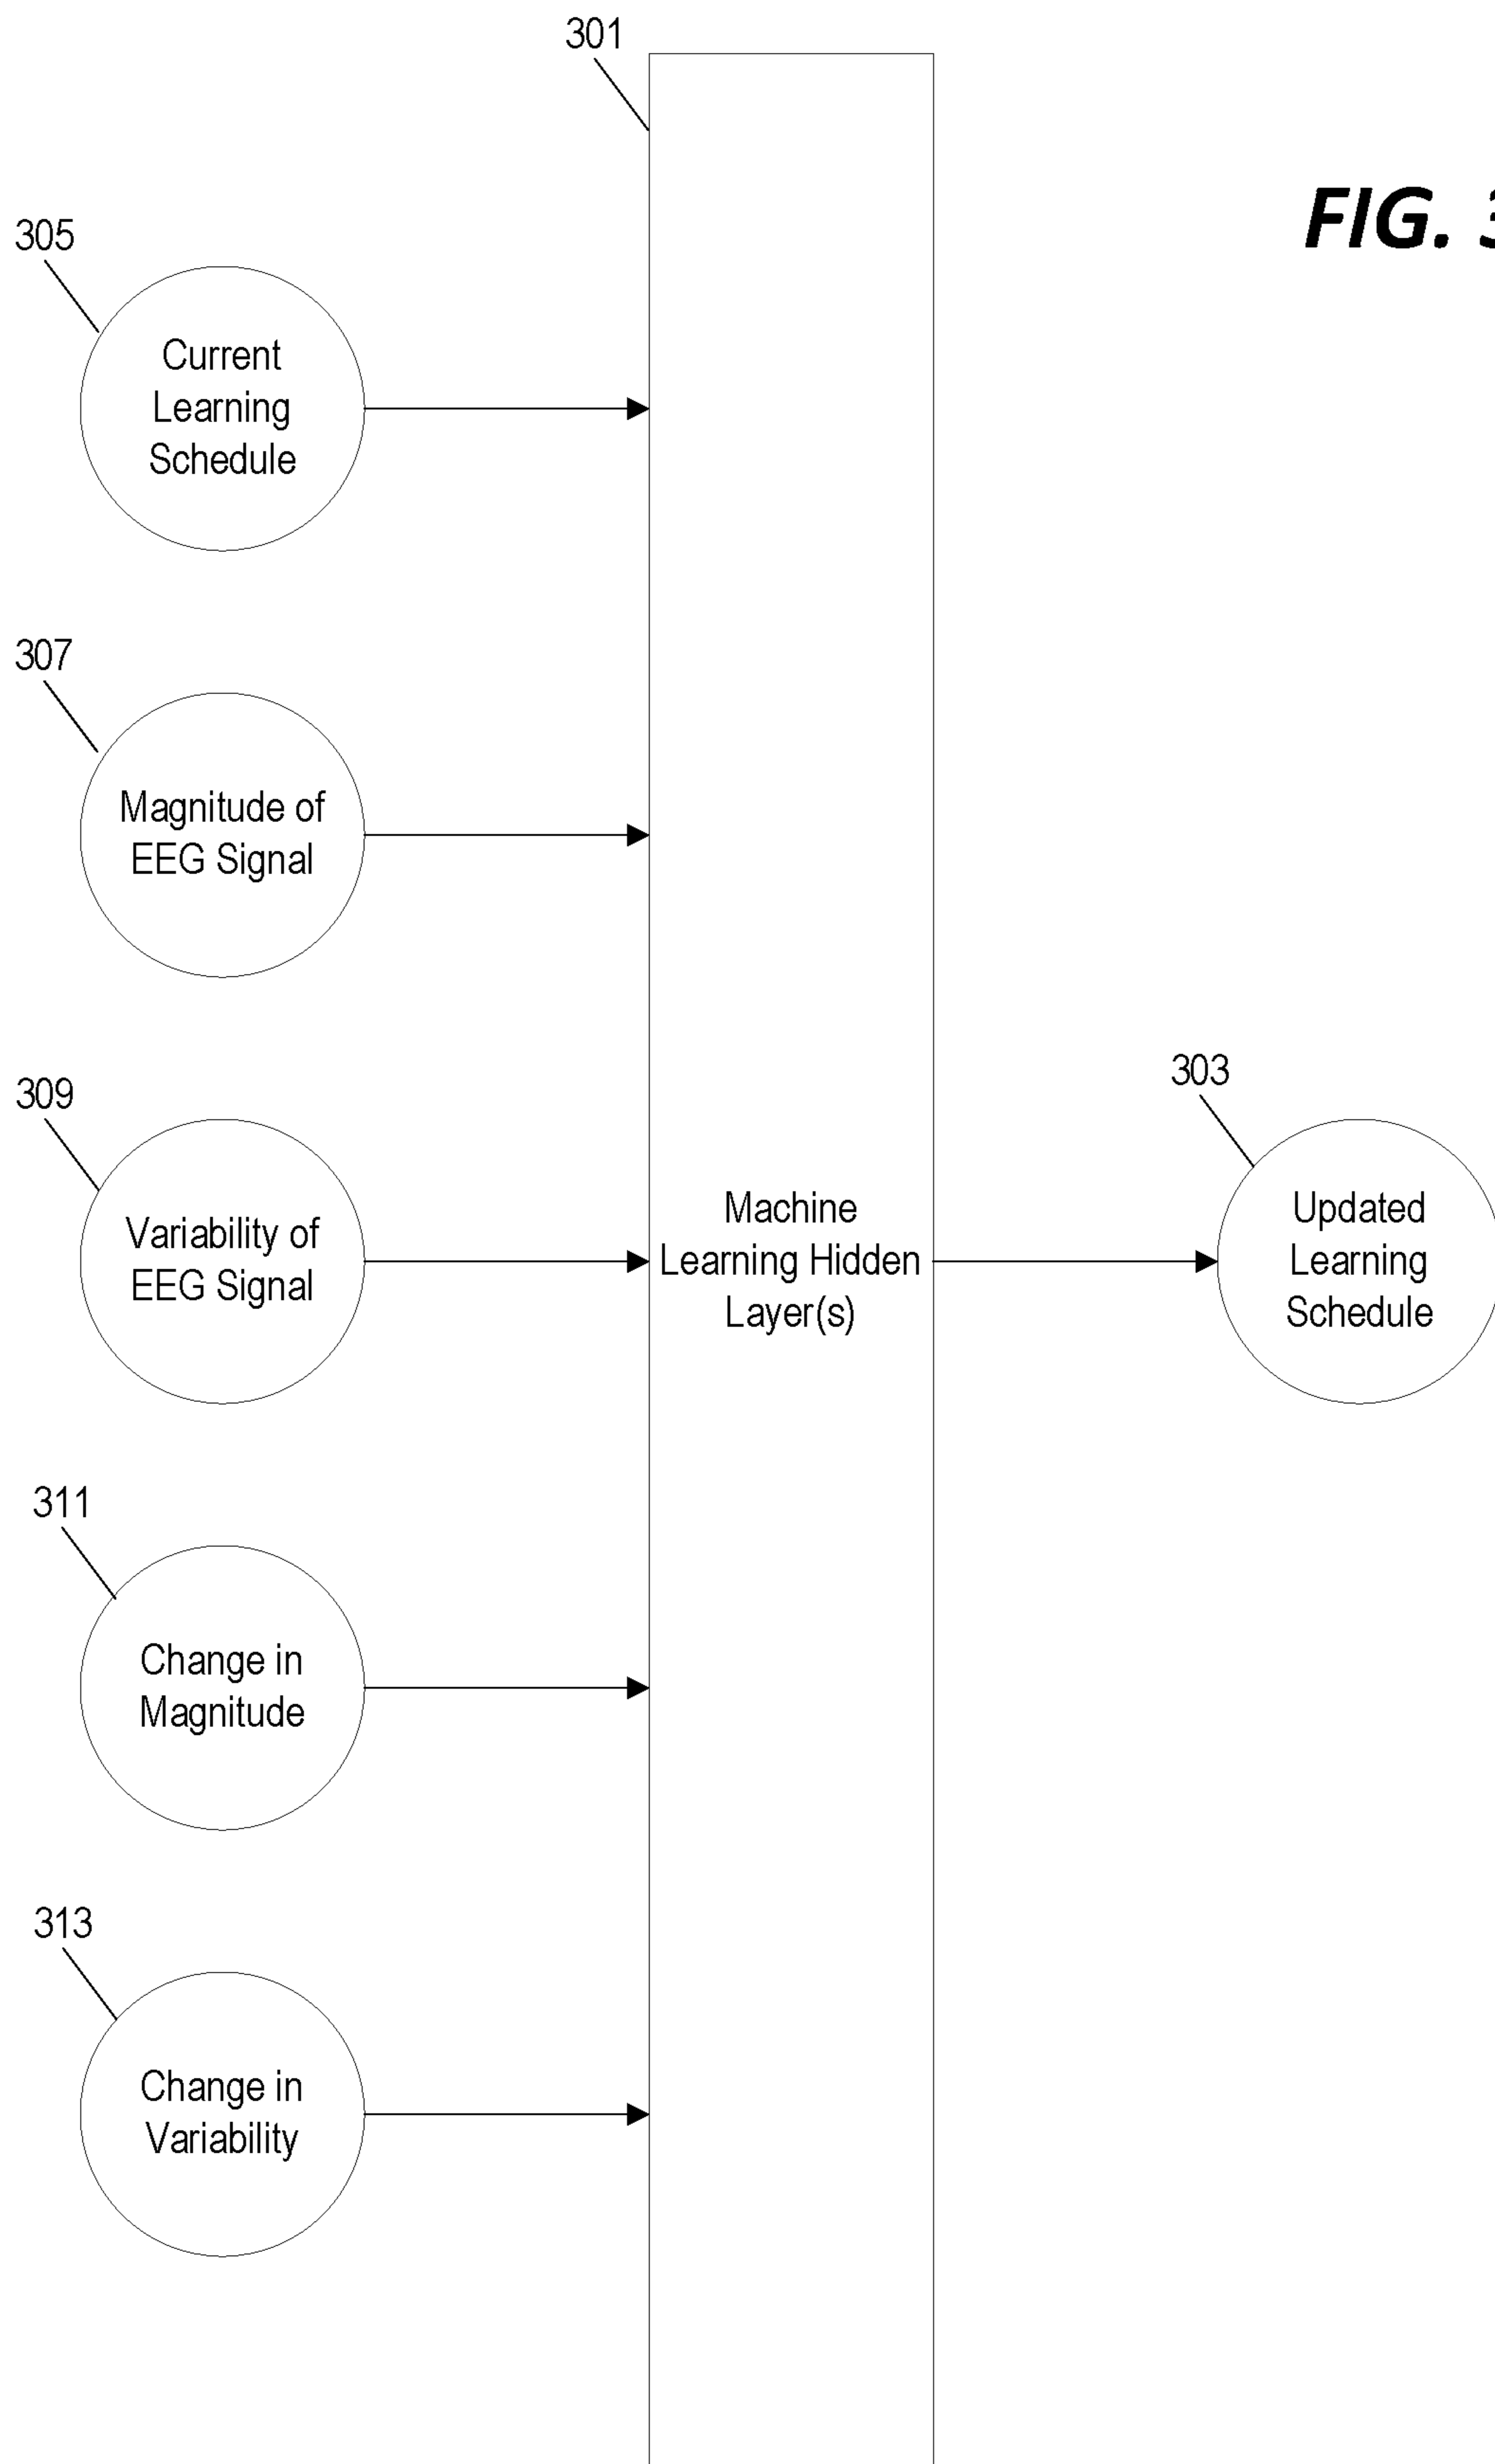 301
FIG. 3
305
Current
Learning
Schedule
307
Magnitude of
EEG Signal
309
Variability of
EEG Signal
Machine
Learning Hidden
Layer(s)
303
Updated
Learning
Schedule
311
Change in
Magnitude
313
Change in
Variability